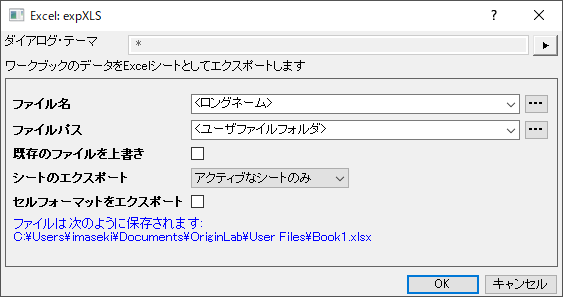 Excel: expXLS
ダイアログ・テーマ *
ワークブックのデータをExcelシートとしてエクスポートします
ファイル名 <ロングネーム>
ファイルパス <ユーザファイルフォルダ>
既存のファイルを上書き
シートのエクスポート アクティブなシートのみ
セルフォーマットをエクスポート
ファイルは次のように保存されます:
C:¥Users¥imaseki¥Documents¥OriginLab¥User Files¥Book1.xlsx
OK キャンセル